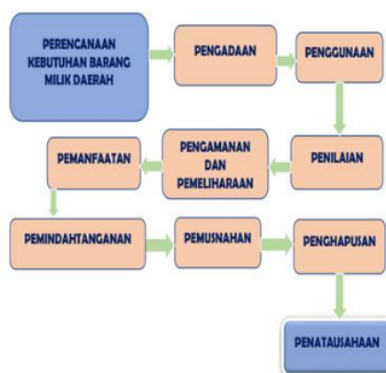 PERENCANAAN
KEBUTUHAN BARANG
MILIK DAERAH
PENGADAAN
PENGGUNAAN
PENILAIAN
PENGAMANAN
DAN
PEMELIHARAAN
PEMANFAATAN
PEMINDAHTANGANAN
PEMUSNAHAN
PENGHAPUSAN
PENATAUSAHAAN